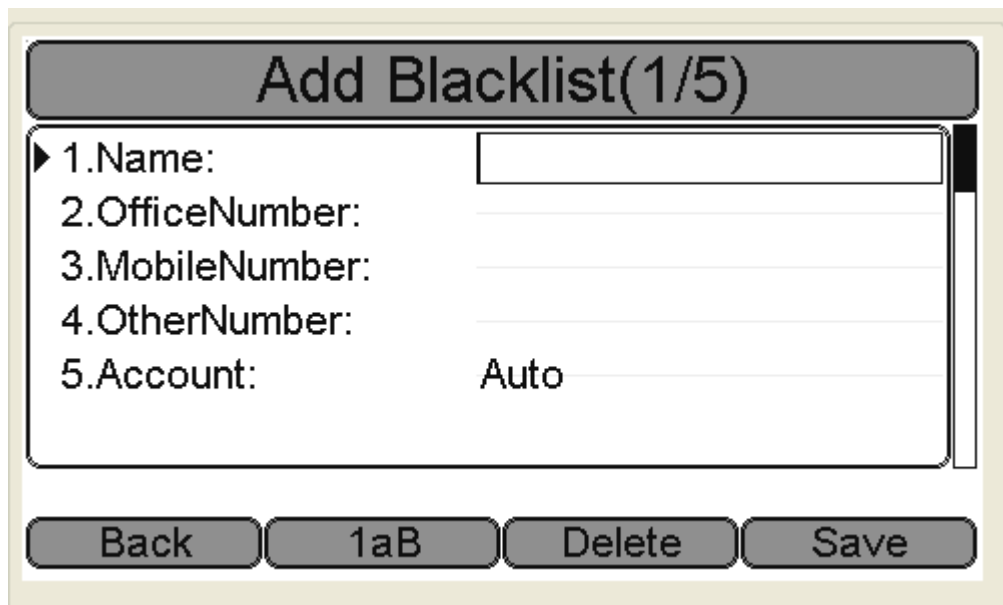 Add Blacklist(1/5)
1.Name:
2.OfficeNumber:
3.MobileNumber:
4.OtherNumber:
5.Account: Auto
Back 1aB Delete Save